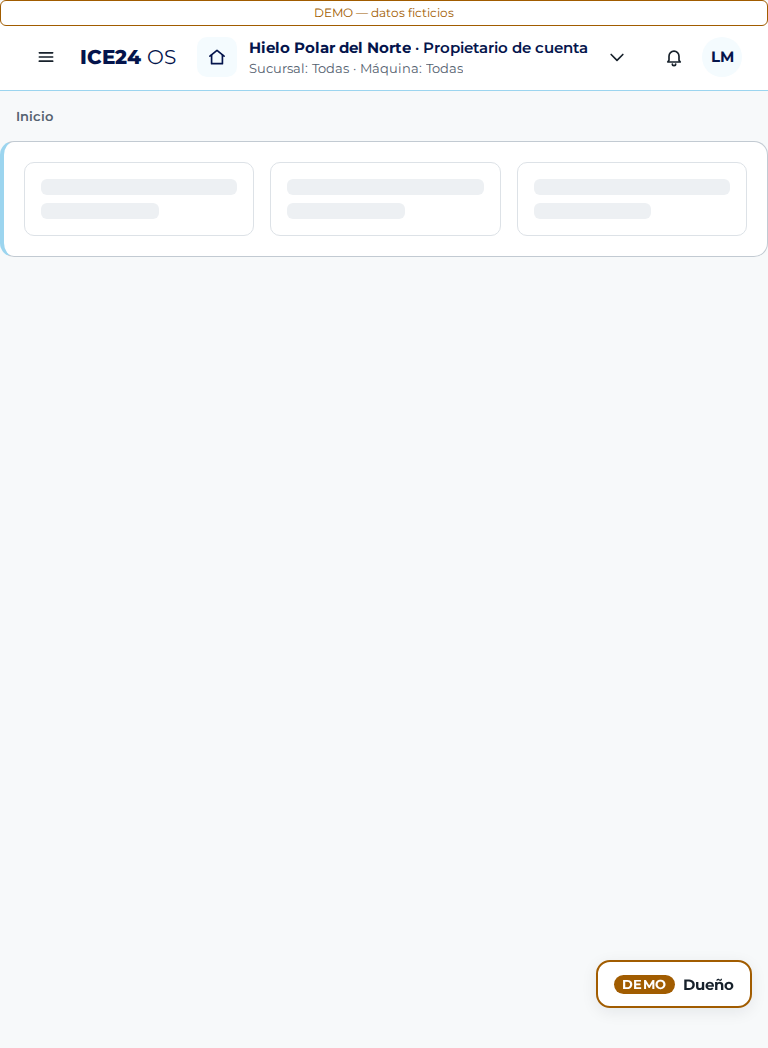 DEMO — datos ficticios
ICE24 OS
Hielo Polar del Norte · Propietario de cuenta
Sucursal: Todas · Máquina: Todas
LM
Inicio
DEMO Dueño